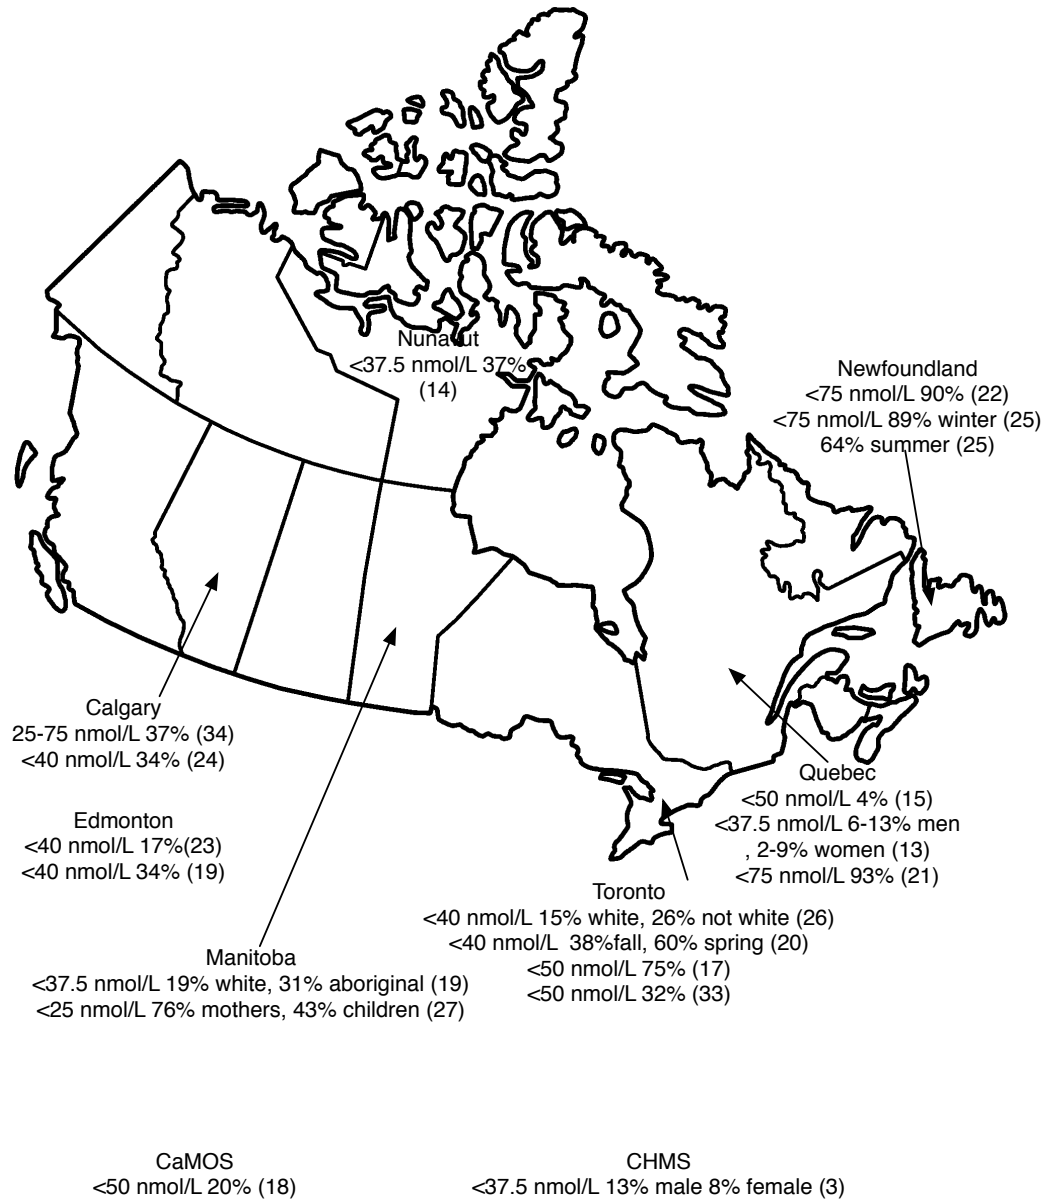 Nunavut
<37.5 nmol/L 37%
(14)
Newfoundland
<75 nmol/L 90% (22)
<75 nmol/L 89% winter (25)
64% summer (25)
Calgary
25-75 nmol/L 37% (34)
<40 nmol/L 34% (24)
Edmonton
<40 nmol/L 17%(23)
<40 nmol/L 34% (19)
Quebec
<50 nmol/L 4% (15)
<37.5 nmol/L 6-13% men
, 2-9% women (13)
<75 nmol/L 93% (21)
Toronto
<40 nmol/L 15% white, 26% not white (26)
<40 nmol/L  38%fall, 60% spring (20)
<50 nmol/L 75% (17)
<50 nmol/L 32% (33)
Manitoba
<37.5 nmol/L 19% white, 31% aboriginal (19)
<25 nmol/L 76% mothers, 43% children (27)
CaMOS
<50 nmol/L 20% (18)
CHMS
<37.5 nmol/L 13% male 8% female (3)